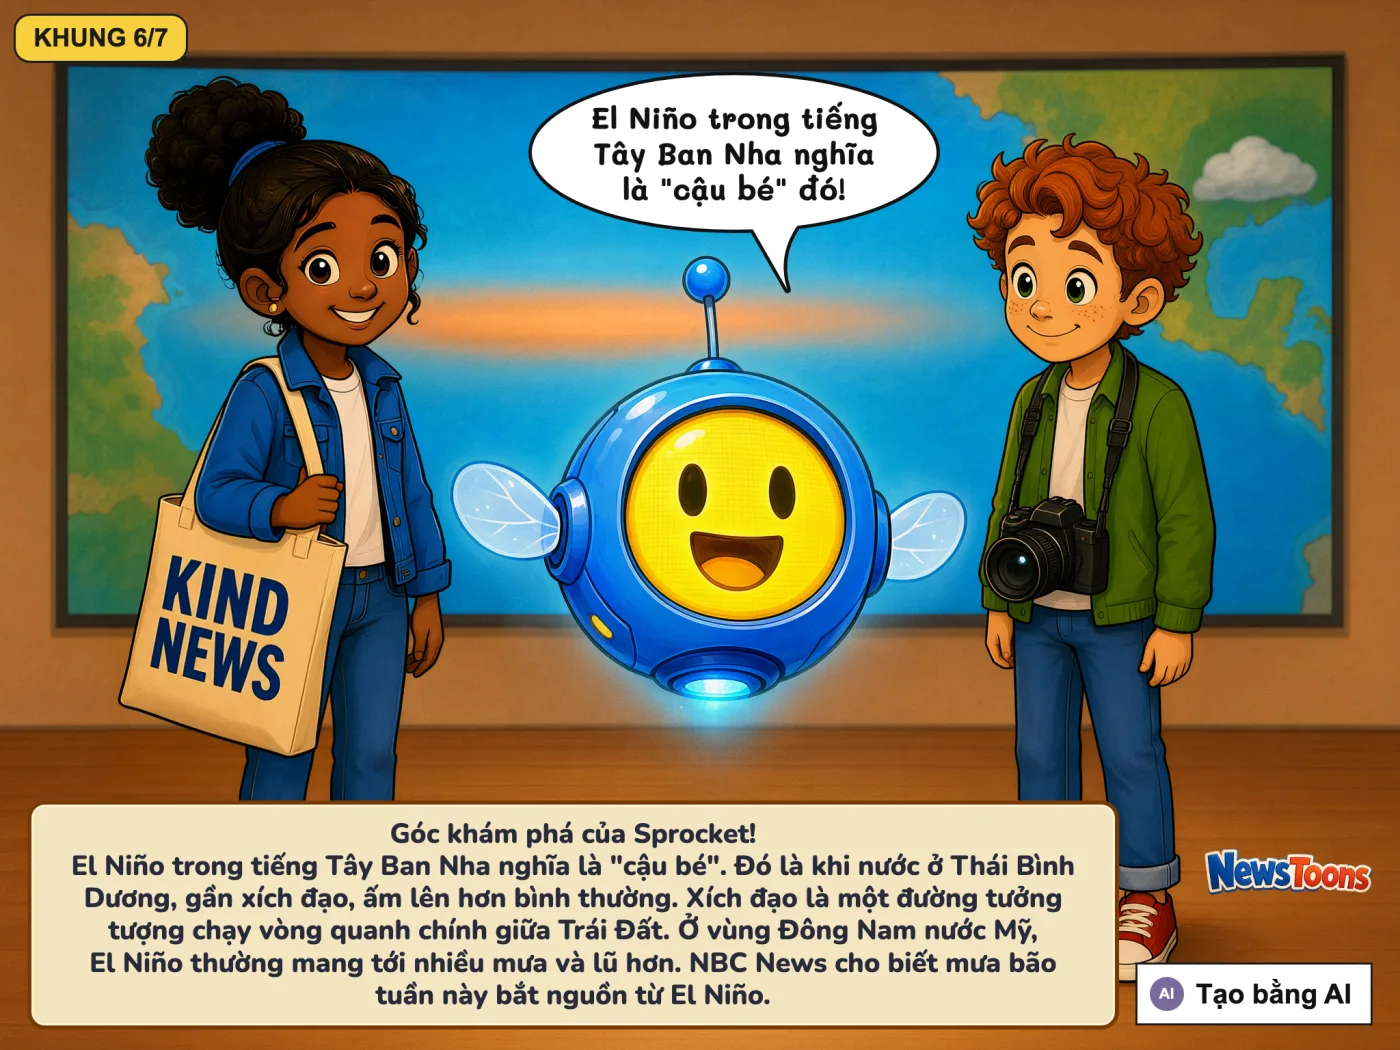 KHUNG 6/7
El Niño trong tiếng
Tây Ban Nha nghĩa
là "cậu bé" đó!
KIND
NEWS
Góc khám phá của Sprocket!
El Niño trong tiếng Tây Ban Nha nghĩa là "cậu bé". Đó là khi nước ở Thái Bình
Dương, gần xích đạo, ấm lên hơn bình thường. Xích đạo là một đường tưởng
tượng chạy vòng quanh chính giữa Trái Đất. Ở vùng Đông Nam nước Mỹ,
El Niño thường mang tới nhiều mưa và lũ hơn. NBC News cho biết mưa bão
tuần này bắt nguồn từ El Niño.
NewsToons
AI Tạo bằng AI